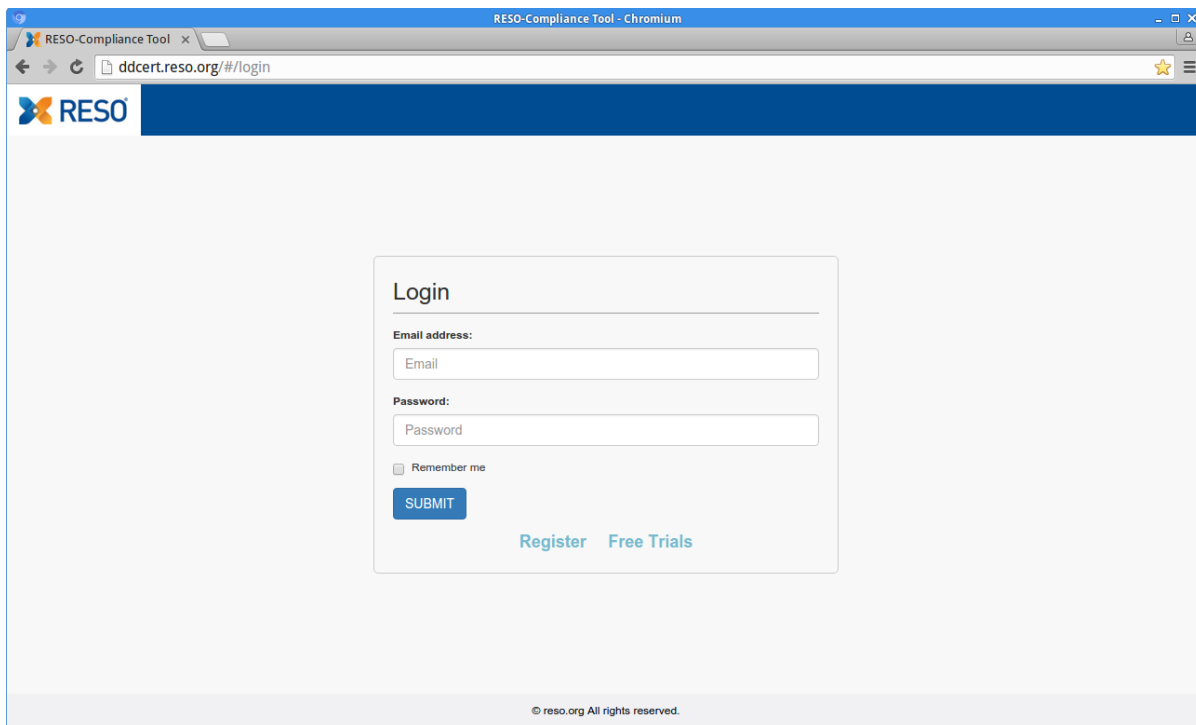 RESO-Compliance Tool - Chromium
RESO-Compliance Tool
ddcert.reso.org/#/login
RESO
Login
Email address:
Email
Password:
Password
Remember me
SUBMIT
Register Free Trials
© reso.org All rights reserved.